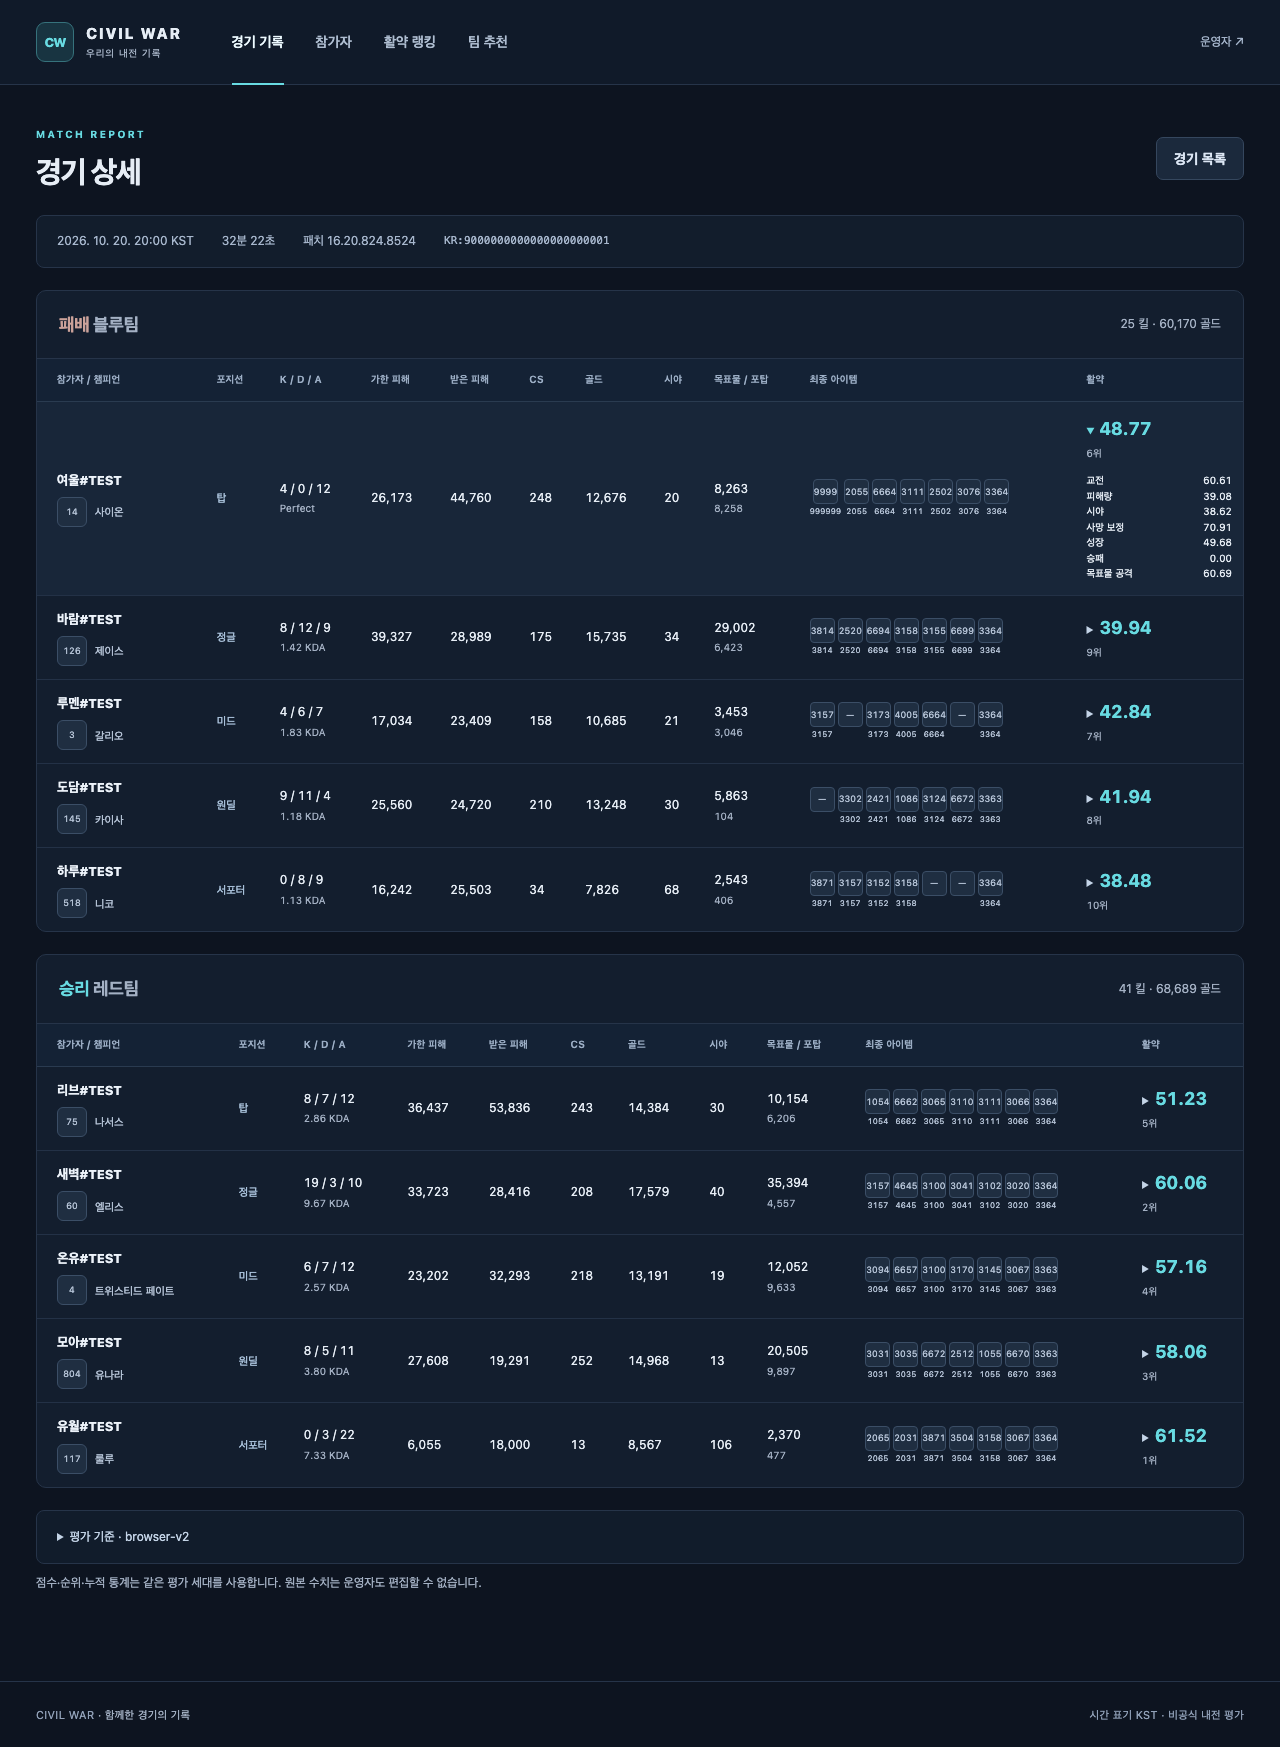 CW
CIVIL WAR
우리의 내전 기록
경기 기록 참가자 활약 랭킹 팀 추천
운영자 ↗
MATCH REPORT
경기 상세
경기 목록
2026. 10. 20. 20:00 KST 32분 22초 패치 16.20.824.8524 KR:9000000000000000000001
패배 블루팀
25 킬 · 60,170 골드
참가자 / 챔피언 포지션 K / D / A 가한 피해 받은 피해 CS 골드 시야 목표물 / 포탑 최종 아이템 활약
여울#TEST
14 사이온
탑
4 / 0 / 12
Perfect
26,173 44,760 248 12,676 20
8,263
8,258
9999 2055 6664 3111 2502 3076 3364
999999 2055 6664 3111 2502 3076 3364
▼ 48.77
6위
교전 60.61
피해량 39.08
시야 38.62
사망 보정 70.91
성장 49.68
승패 0.00
목표물 공격 60.69
바람#TEST
126 제이스
정글
8 / 12 / 9
1.42 KDA
39,327 28,989 175 15,735 34
29,002
6,423
3814 2520 6694 3158 3155 6699 3364
3814 2520 6694 3158 3155 6699 3364
▶ 39.94
9위
루멘#TEST
3 갈리오
미드
4 / 6 / 7
1.83 KDA
17,034 23,409 158 10,685 21
3,453
3,046
3157 — 3173 4005 6664 — 3364
3157 3173 4005 6664 3364
▶ 42.84
7위
도담#TEST
145 카이사
원딜
9 / 11 / 4
1.18 KDA
25,560 24,720 210 13,248 30
5,863
104
— 3302 2421 1086 3124 6672 3363
3302 2421 1086 3124 6672 3363
▶ 41.94
8위
하루#TEST
518 니코
서포터
0 / 8 / 9
1.13 KDA
16,242 25,503 34 7,826 68
2,543
406
3871 3157 3152 3158 — — 3364
3871 3157 3152 3158 3364
▶ 38.48
10위
승리 레드팀
41 킬 · 68,689 골드
참가자 / 챔피언 포지션 K / D / A 가한 피해 받은 피해 CS 골드 시야 목표물 / 포탑 최종 아이템 활약
리브#TEST
75 나서스
탑
8 / 7 / 12
2.86 KDA
36,437 53,836 243 14,384 30
10,154
6,206
1054 6662 3065 3110 3111 3066 3364
1054 6662 3065 3110 3111 3066 3364
▶ 51.23
5위
새벽#TEST
60 엘리스
정글
19 / 3 / 10
9.67 KDA
33,723 28,416 208 17,579 40
35,394
4,557
3157 4645 3100 3041 3102 3020 3364
3157 4645 3100 3041 3102 3020 3364
▶ 60.06
2위
온유#TEST
4 트위스티드 페이트
미드
6 / 7 / 12
2.57 KDA
23,202 32,293 218 13,191 19
12,052
9,633
3094 6657 3100 3170 3145 3067 3363
3094 6657 3100 3170 3145 3067 3363
▶ 57.16
4위
모아#TEST
804 유나라
원딜
8 / 5 / 11
3.80 KDA
27,608 19,291 252 14,968 13
20,505
9,897
3031 3035 6672 2512 1055 6670 3363
3031 3035 6672 2512 1055 6670 3363
▶ 58.06
3위
유월#TEST
117 룰루
서포터
0 / 3 / 22
7.33 KDA
6,055 18,000 13 8,567 106
2,370
477
2065 2031 3871 3504 3158 3067 3364
2065 2031 3871 3504 3158 3067 3364
▶ 61.52
1위
▶ 평가 기준 · browser-v2
점수·순위·누적 통계는 같은 평가 세대를 사용합니다. 원본 수치는 운영자도 편집할 수 없습니다.
CIVIL WAR · 함께한 경기의 기록
시간 표기 KST · 비공식 내전 평가